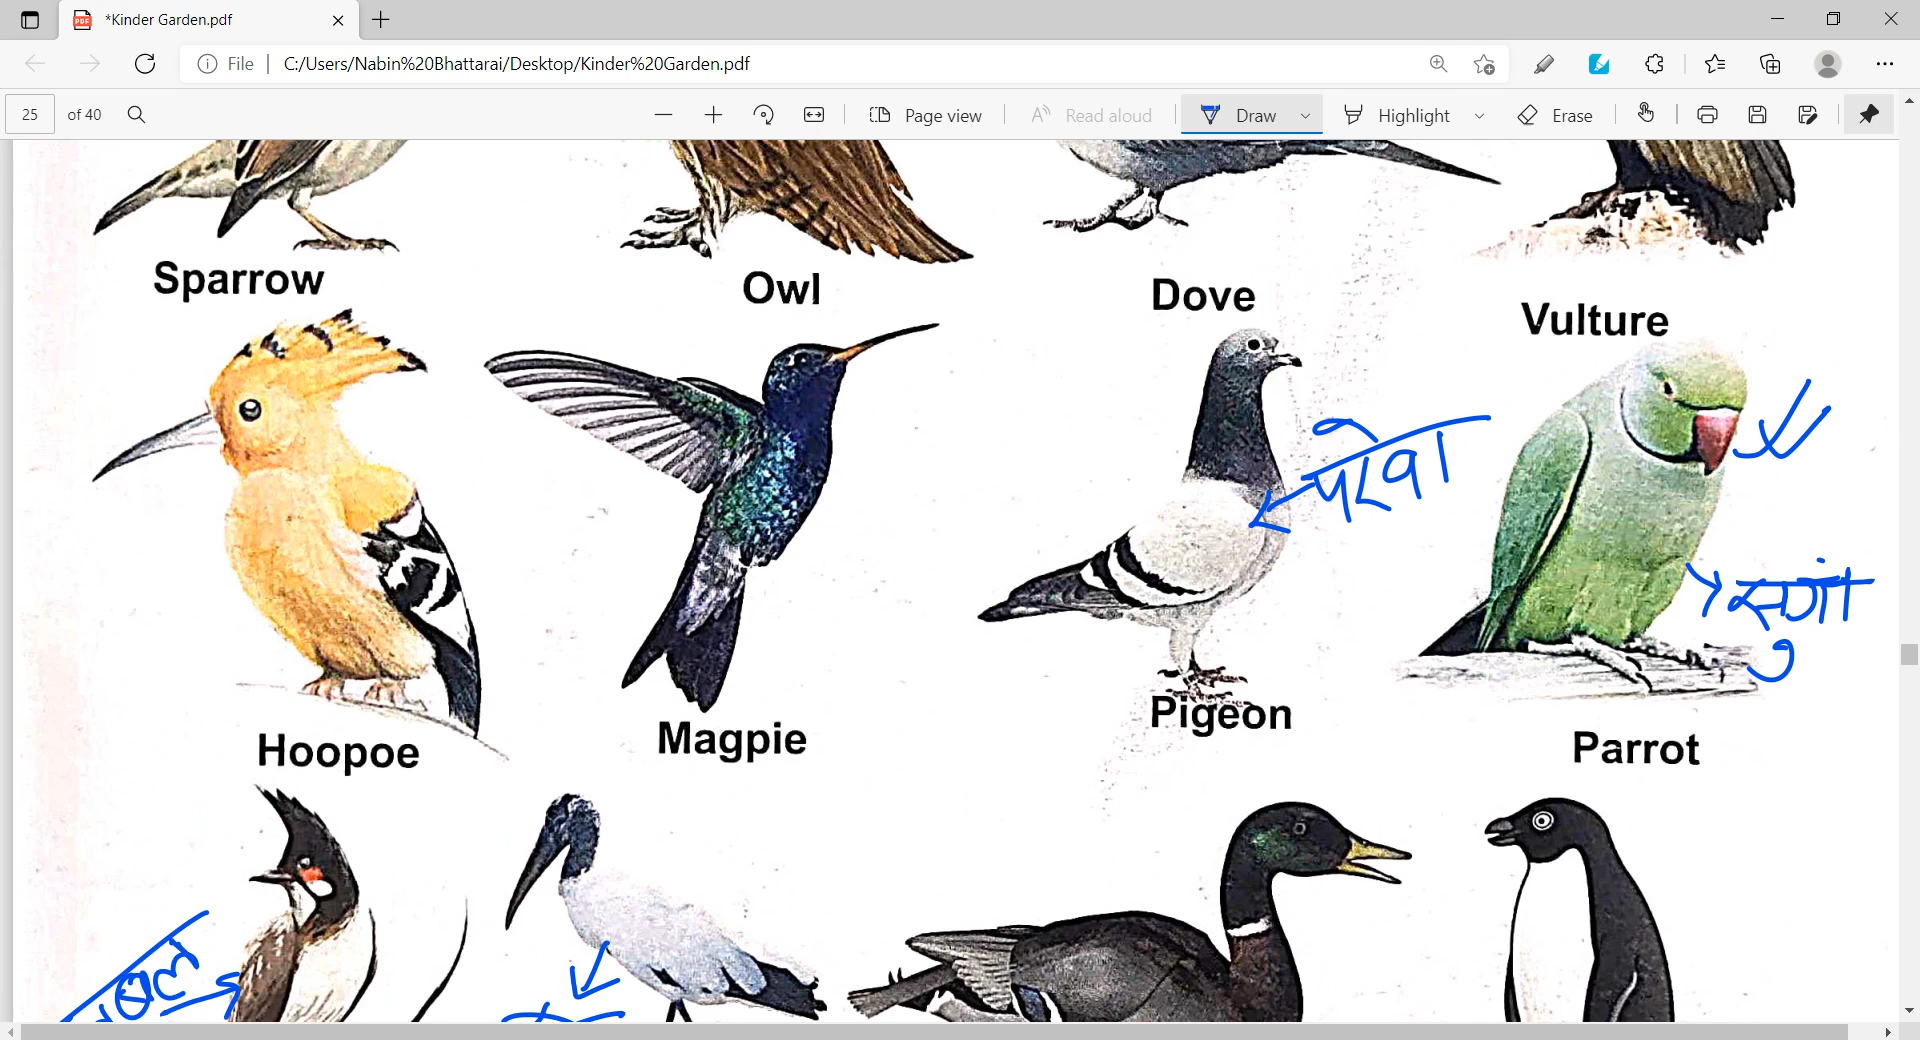 *Kinder Garden.pdf
File C:/Users/Nabin%20Bhattarai/Desktop/Kinder%20Garden.pdf
25 of 40 Page view Read aloud Draw Highlight Erase
Sparrow
Owl
Dove
Vulture
परेवा
सुगा
Hoopoe
Magpie
Pigeon
Parrot